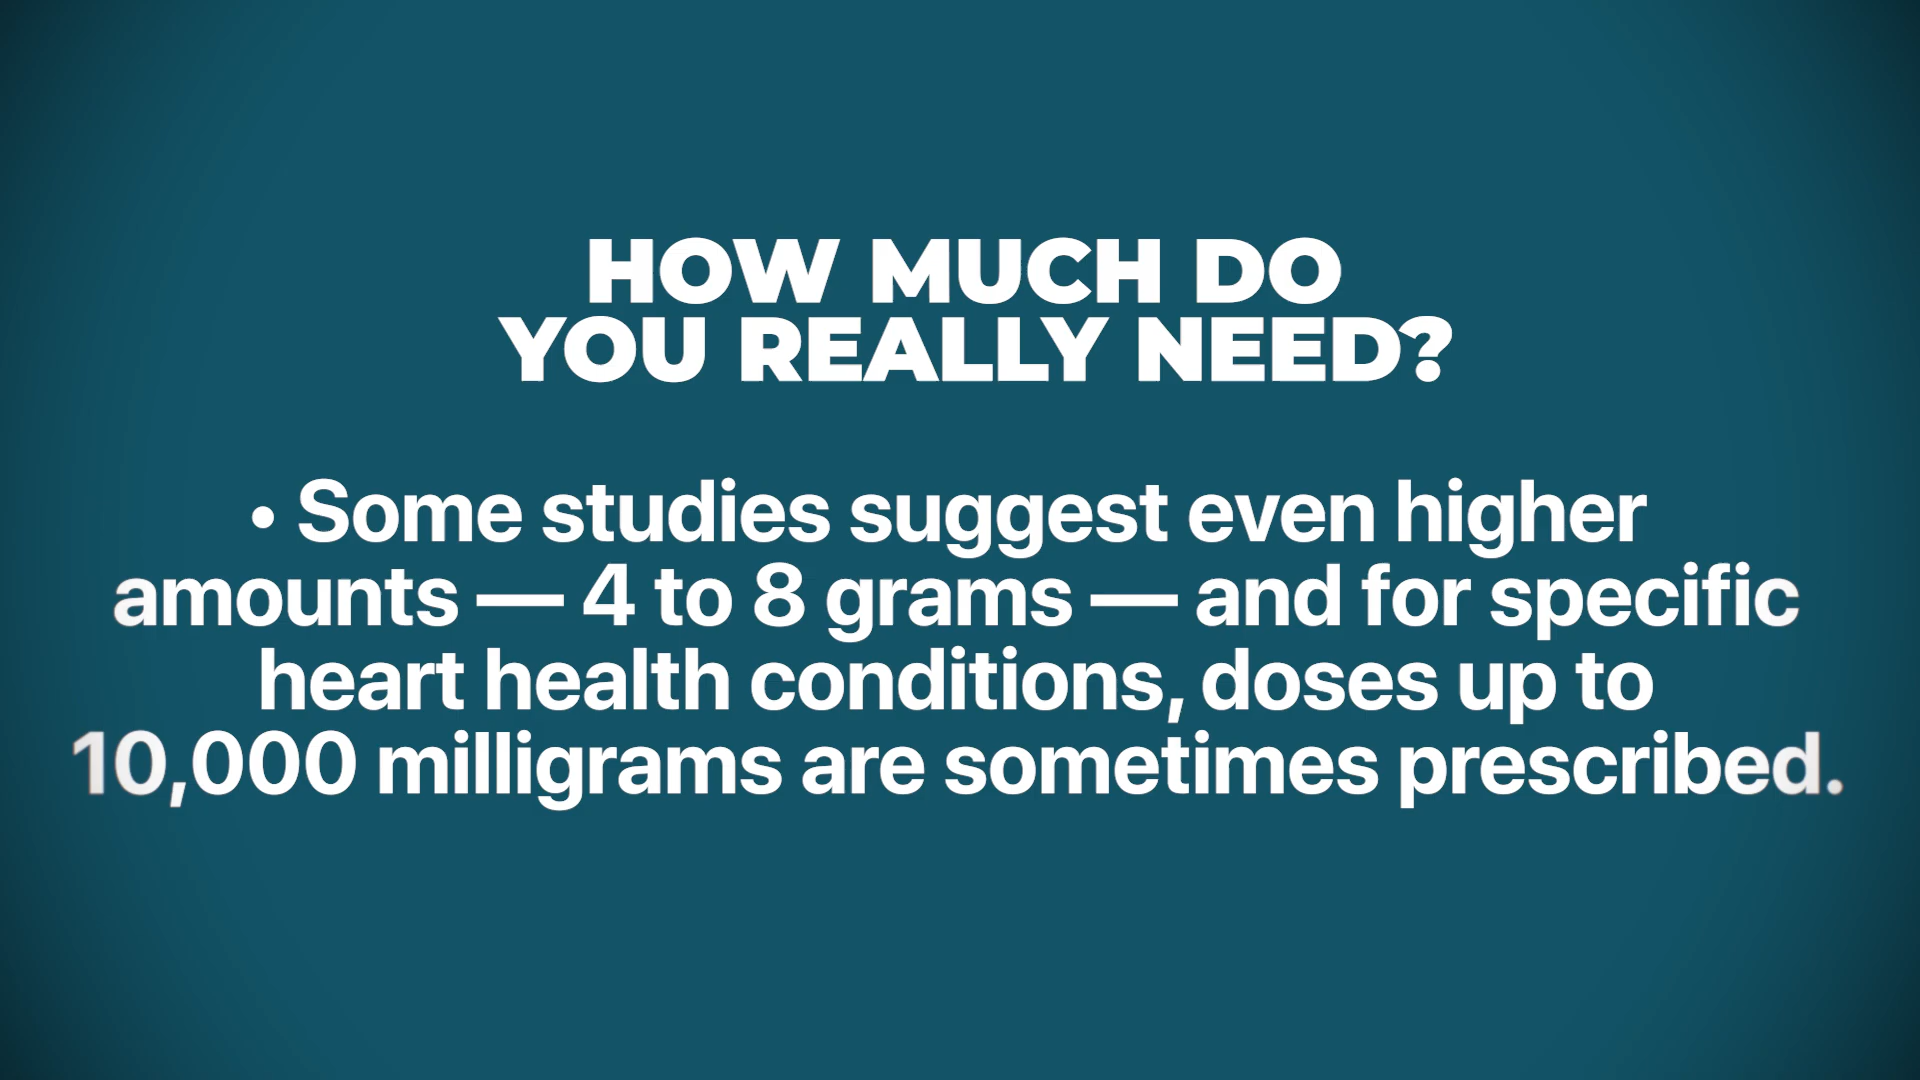 HOW MUCH DO
YOU REALLY NEED?
• Some studies suggest even higher
amounts — 4 to 8 grams — and for specific
heart health conditions, doses up to
10,000 milligrams are sometimes prescribed.